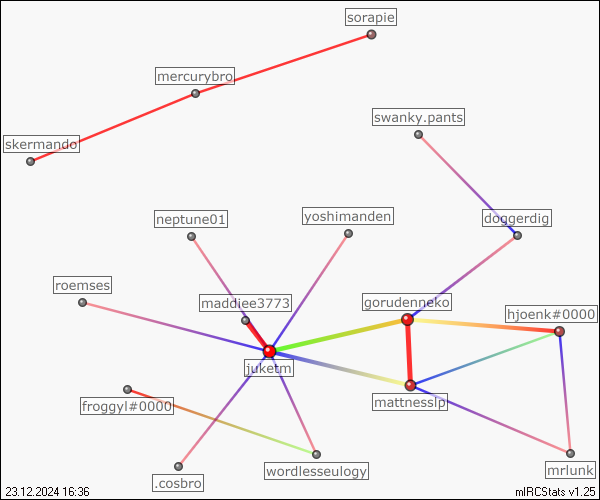 sorapie
mercurybro
swanky.pants
skermando
neptune01
yoshimanden
doggerdig
roemses
maddiee3773
gorudenneko
hjoenk#0000
juketm
mattnesslp
froggyl#0000
wordlesseulogy
mrlunk
.cosbro
23.12.2024 16:36
mIRCStats v1.25